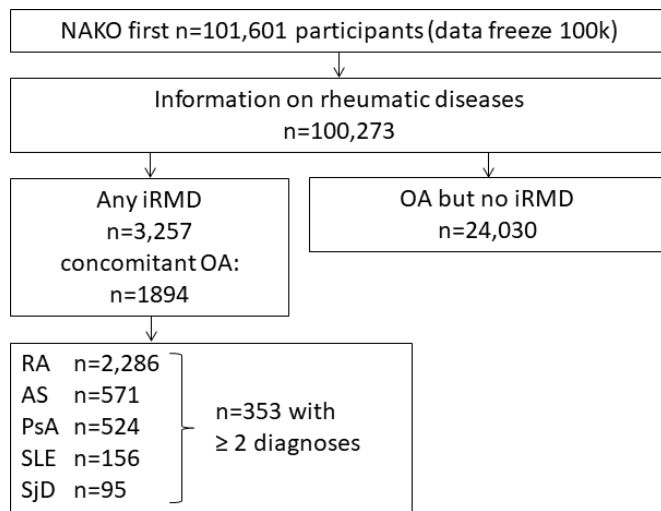 NAKO first n=101,601 participants (data freeze 100k)
Information on rheumatic diseases
n=100,273
Any iRMD
n=3,257
concomitant OA:
n=1894
OA but no iRMD
n=24,030
RA n=2,286
AS n=571
PsA n=524
SLE n=156
SjD n=95
n=353 with
≥ 2 diagnoses